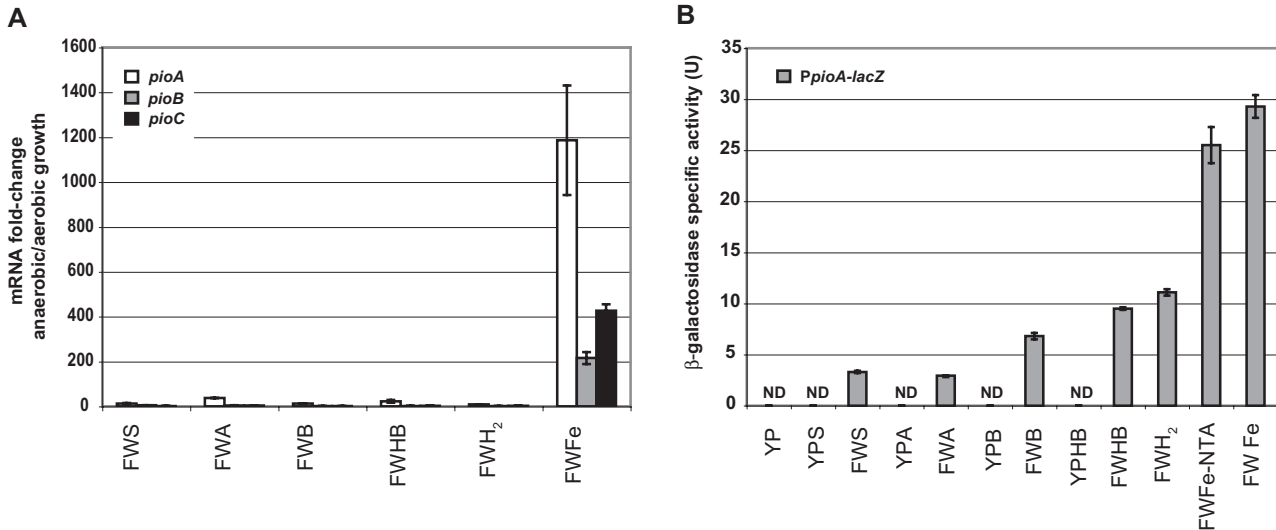 A
mRNA fold-change
anaerobic/aerobic growth
1600
1400
1200
1000
800
600
400
200
0
pioA
pioB
pioC
FWS
FWA
FWB
FWHB
FWH₂
FWFe
B
β-galactosidase specific activity (U)
35
30
25
20
15
10
5
0
PpioA-lacZ
ND
ND
ND
ND
ND
YP
YPS
FWS
YPA
FWA
YPB
FWB
YPHB
FWHB
FWH₂
FWFe-NTA
FW Fe